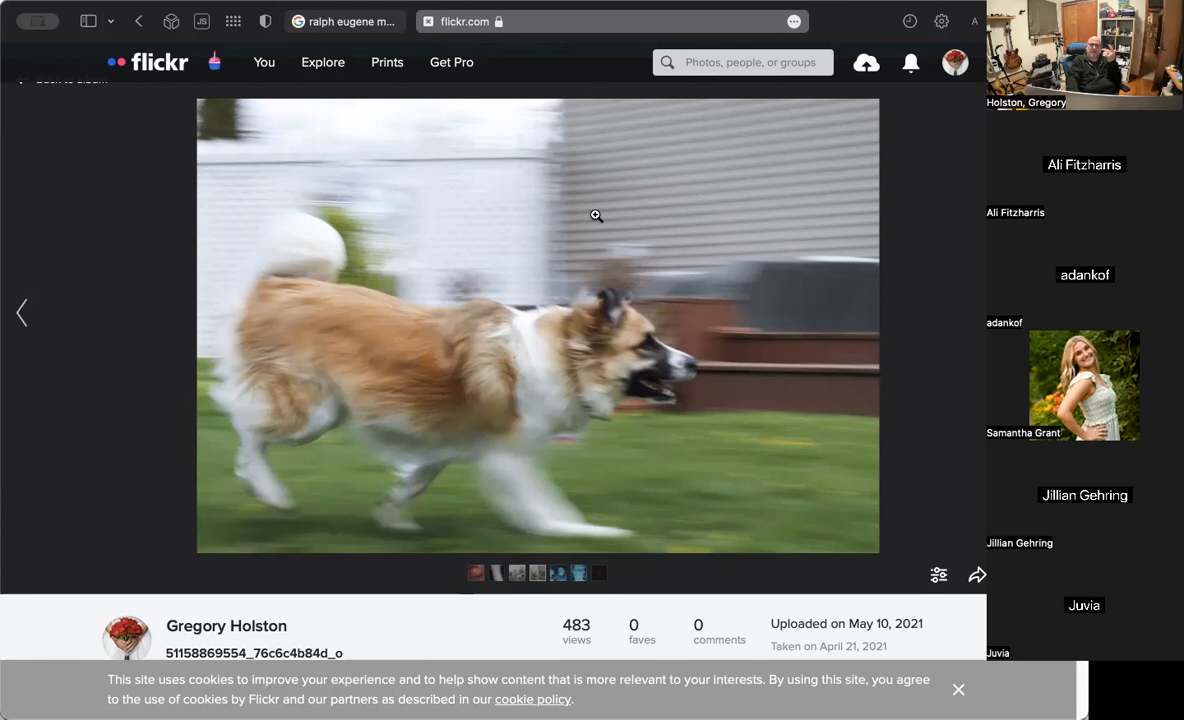 JS
ralph eugene m...
flickr.com
A
flickr
You
Explore
Prints
Get Pro
Photos, people, or groups
Back to album
Holston, Gregory
Ali Fitzharris
Ali Fitzharris
adankof
adankof
Samantha Grant
Jillian Gehring
Jillian Gehring
Juvia
Juvia
Gregory Holston
51158869554_76c6c4b84d_o
483
views
0
faves
0
comments
Uploaded on May 10, 2021
Taken on April 21, 2021
This site uses cookies to improve your experience and to help show content that is more relevant to your interests. By using this site, you agree
to the use of cookies by Flickr and our partners as described in our cookie policy.